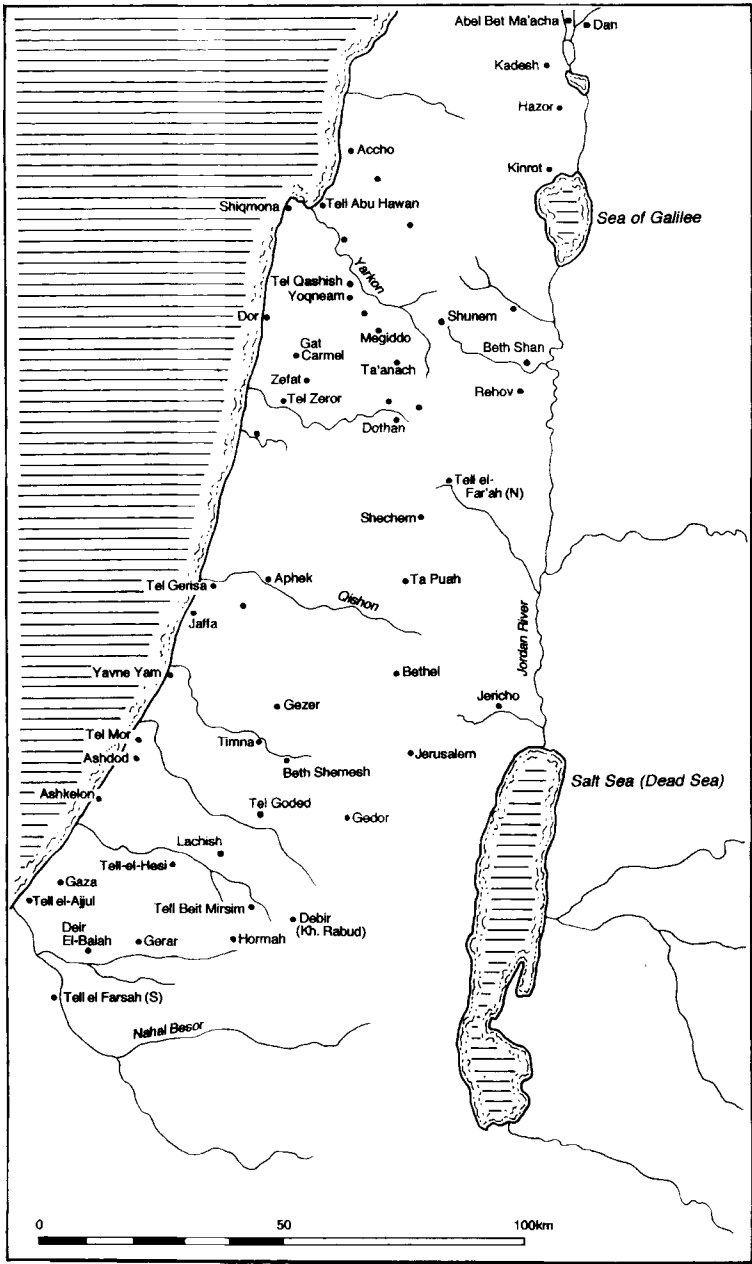 Abel Bet Ma'acha
Dan
Kadesh
Hazor
Accho
Kinrot
Shiqmona
Tell Abu Hawan
Sea of Galilee
Yarkon
Tel Qashish
Yoqneam
Dor
Shunem
Megiddo
Gat
Carmel
Beth Shan
Ta'anach
Zefat
Rehov
Tel Zeror
Dothan
Tell el-
Far'ah (N)
Shechem
Tel Gerisa
Aphek
Ta Puah
Qishon
Jaffa
Jordan River
Yavne Yam
Bethel
Jericho
Gezer
Tel Mor
Timna
Jerusalem
Ashdod
Beth Shemesh
Salt Sea (Dead Sea)
Ashkelon
Tel Goded
Gedor
Lachish
Tell-el-Hesi
Gaza
Tell el-Ajjul
Tell Beit Mirsim
Debir
(Kh. Rabud)
Deir
El-Balah
Gerar
Hormah
Tell el Farsah (S)
Nahal Besor
0 50 100km